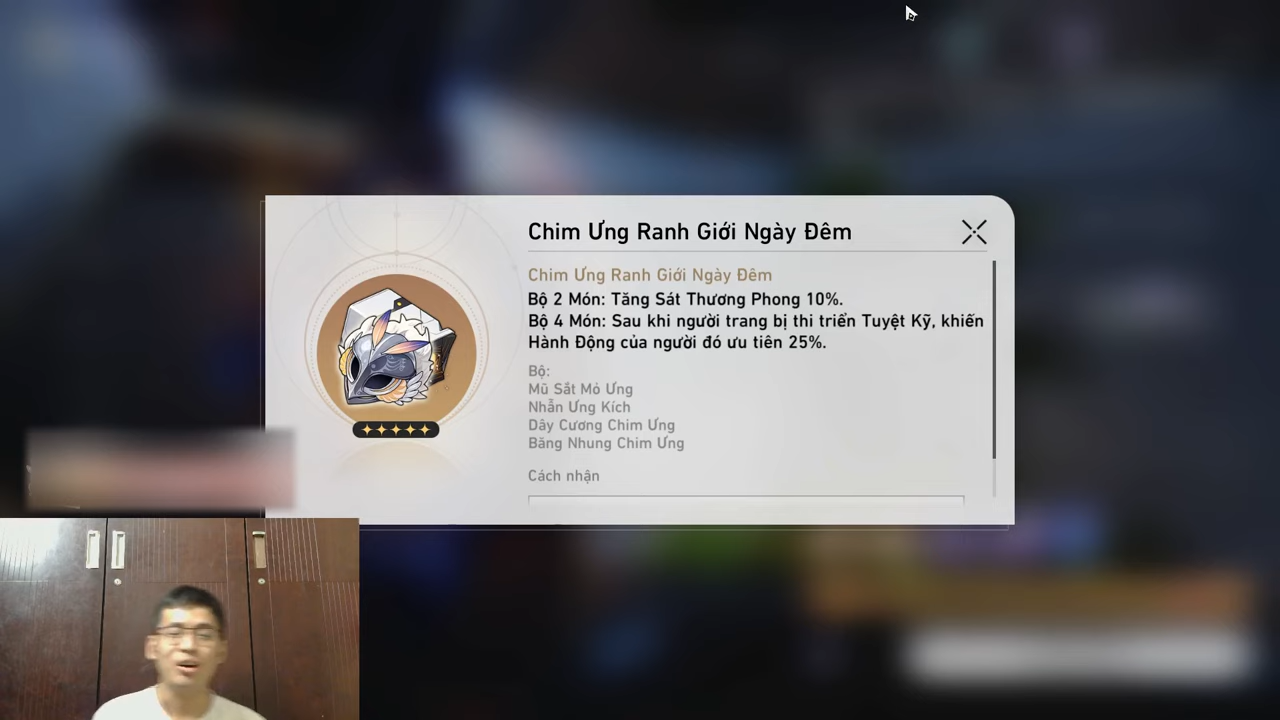 Chim Ưng Ranh Giới Ngày Đêm
Chim Ưng Ranh Giới Ngày Đêm
Bộ 2 Món: Tăng Sát Thương Phong 10%.
Bộ 4 Món: Sau khi người trang bị thi triển Tuyệt Kỹ, khiến
Hành Động của người đó ưu tiên 25%.
Bộ:
Mũ Sắt Mỏ Ưng
Nhẫn Ưng Kích
Dây Cương Chim Ưng
Băng Nhung Chim Ưng
Cách nhận